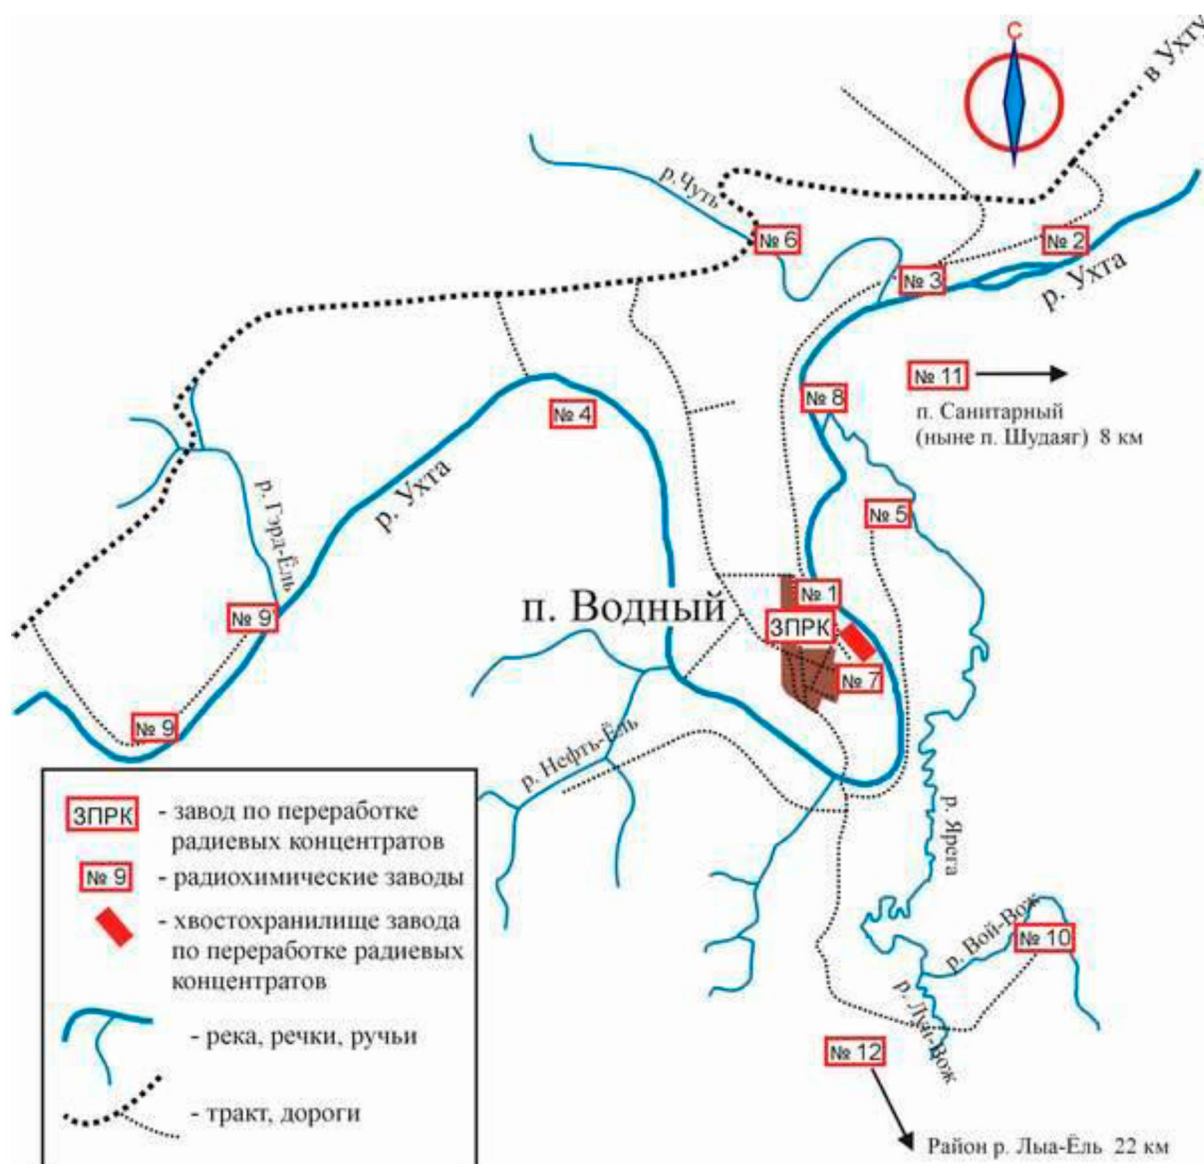 С
в Ухту
р.Чуть
№ 6
№ 2
№ 3
р. Ухта
№ 11
п. Санитарный
(ныне п. Шудаяг) 8 км
№ 8
№ 4
р. Ухта
№ 5
р. Гэрд-Ёль
№ 9
п. Водный
№ 1
ЗПРК
№ 7
№ 9
р. Нефть-Ёль
р. Ярега
р. Вой-Вож
№ 10
р. Луи-Вож
№ 12
Район р. Лыа-Ёль 22 км
ЗПРК - завод по переработке
радиевых концентратов
№ 9 - радиохимические заводы
- хвостохранилище завода
по переработке радиевых
концентратов
- река, речки, ручьи
- тракт, дороги